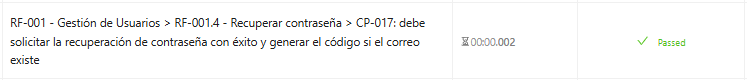 RF-001 - Gestión de Usuarios > RF-001.4 - Recuperar contraseña > CP-017: debe
solicitar la recuperación de contraseña con éxito y generar el código si el correo
existe
00:00.002
Passed